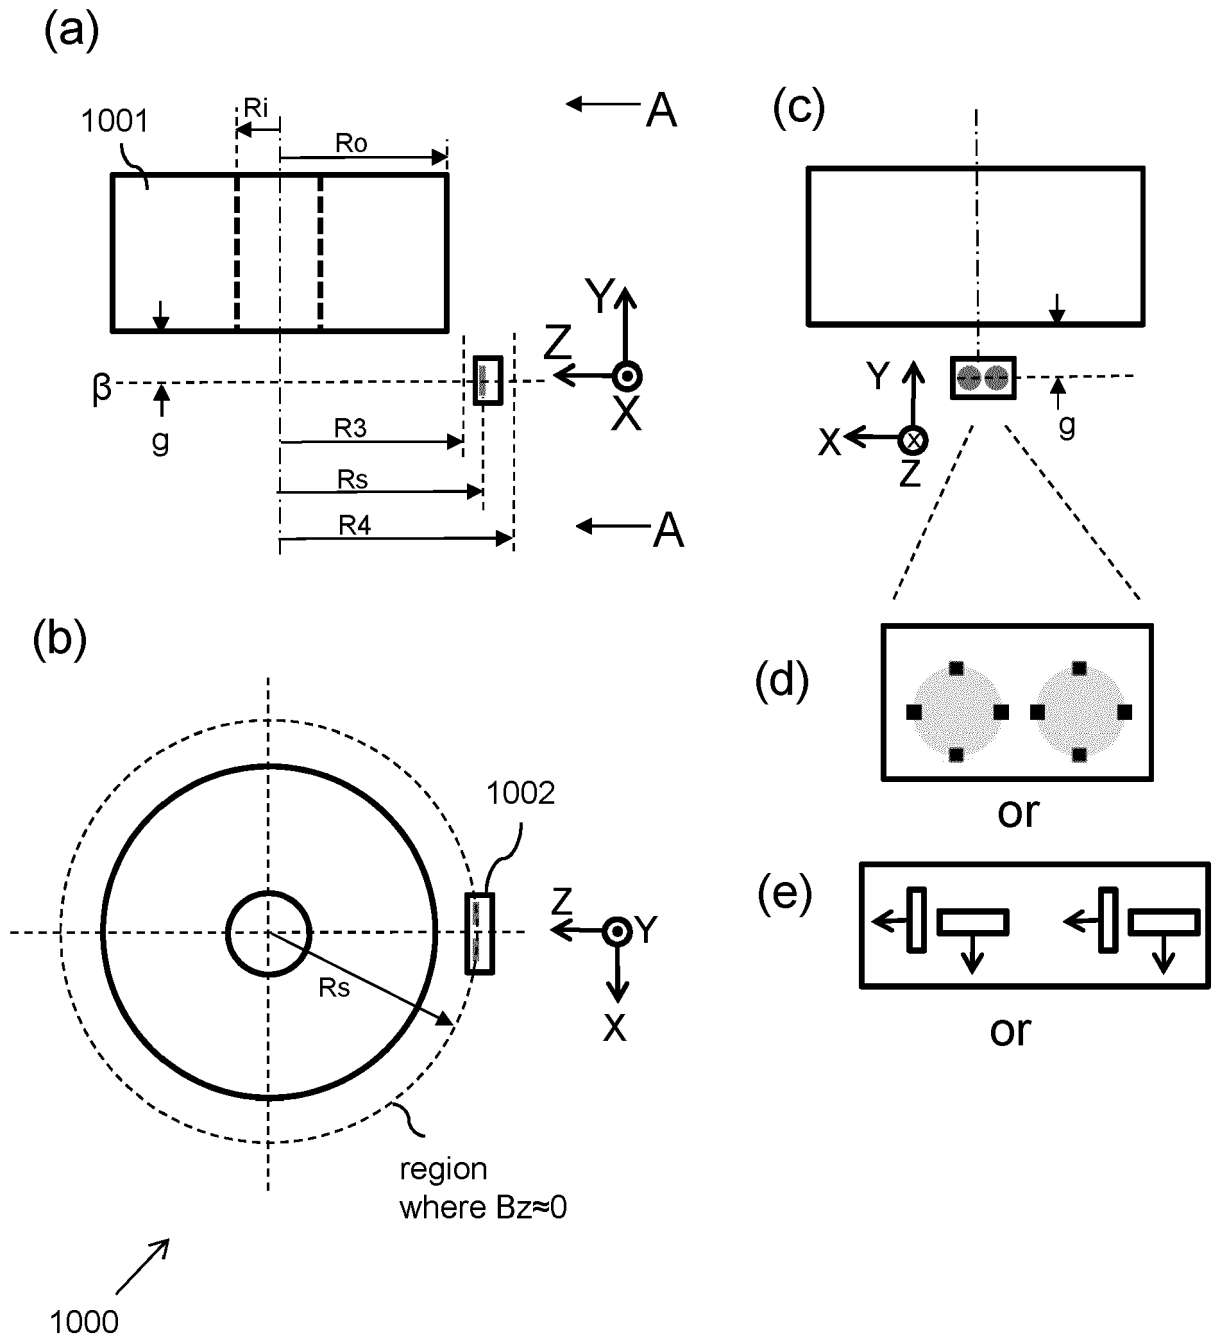 (a)
1001
Ri
Ro
A
Y
Z
X
β
g
R3
Rs
R4
A
(b)
1002
Z
Y
X
Rs
region
where Bz≈0
1000
(c)
Y
X
X
Z
g
(d)
or
(e)
or